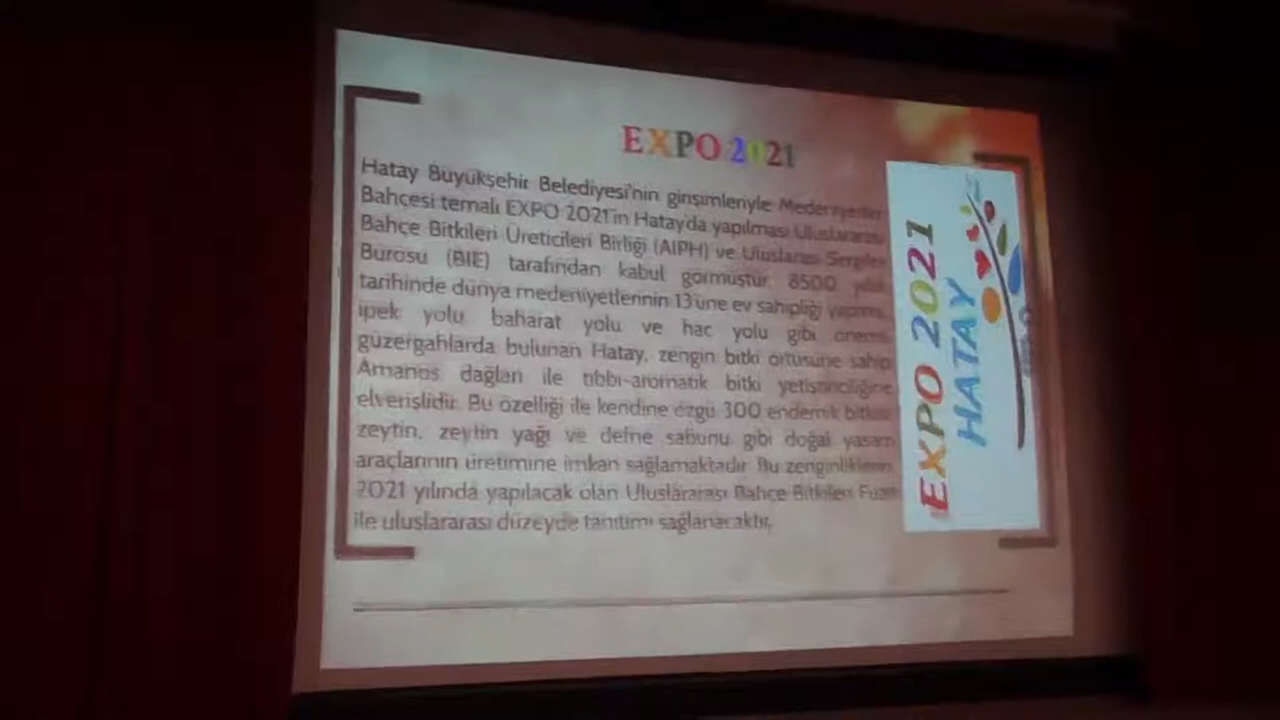 EXPO 2021
Hatay Büyükşehir Belediyesi'nin girişimleriyle Medeniyetler
Bahçesi temalı EXPO 2021'in Hatay'da yapılması Uluslararası
Bahçe Bitkileri Üreticileri Birliği (AIPH) ve Uluslarası Sergiler
Bürosu (BIE) tarafından kabul görmüştür. 8500 yıllık
tarihinde dünya medeniyetlerinin 13'üne ev sahipliği yapmış,
ipek yolu baharat yolu ve hac yolu gibi önemli
güzergahlarda bulunan Hatay, zengin bitki örtüsüne sahip
Amanos dağları ile tıbbi-aromatik bitki yetiştiriciliğine
elverişlidir. Bu özelliği ile kendine özgü 300 endemik bitkisi
zeytin, zeytin yağı ve defne sabunu gibi doğal yaşam
araçlarının üretimine imkan sağlamaktadır. Bu zenginliklerin
2021 yılında yapılacak olan Uluslararası Bahçe Bitkileri Fuarı
ile uluslararası düzeyde tanıtımı sağlanacaktır.
EXPO 2021
HATAY